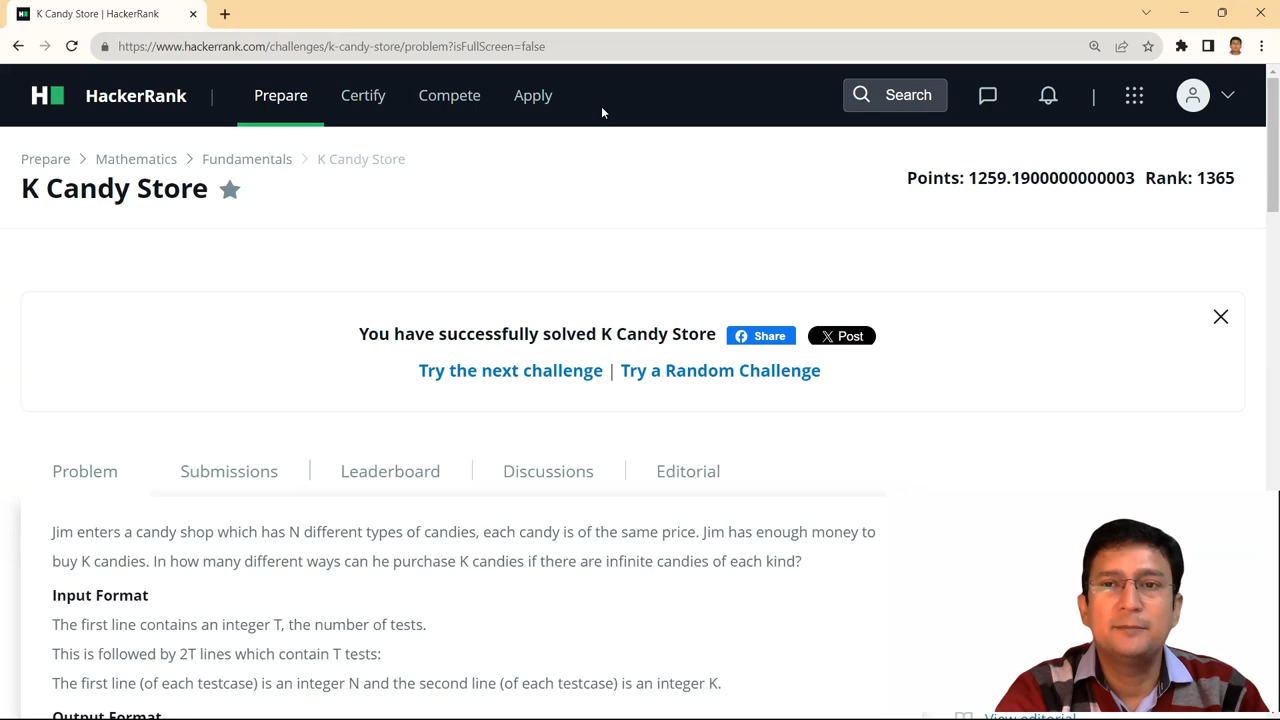 K Candy Store | HackerRank
https://www.hackerrank.com/challenges/k-candy-store/problem?isFullScreen=false
H HackerRank | Prepare Certify Compete Apply Search |
Prepare > Mathematics > Fundamentals > K Candy Store
K Candy Store
Points: 1259.1900000000003 Rank: 1365
You have successfully solved K Candy Store Share X Post
Try the next challenge | Try a Random Challenge
Problem Submissions Leaderboard Discussions Editorial
Jim enters a candy shop which has N different types of candies, each candy is of the same price. Jim has enough money to
buy K candies. In how many different ways can he purchase K candies if there are infinite candies of each kind?
Input Format
The first line contains an integer T, the number of tests.
This is followed by 2T lines which contain T tests:
The first line (of each testcase) is an integer N and the second line (of each testcase) is an integer K.
Output Format
View editorial